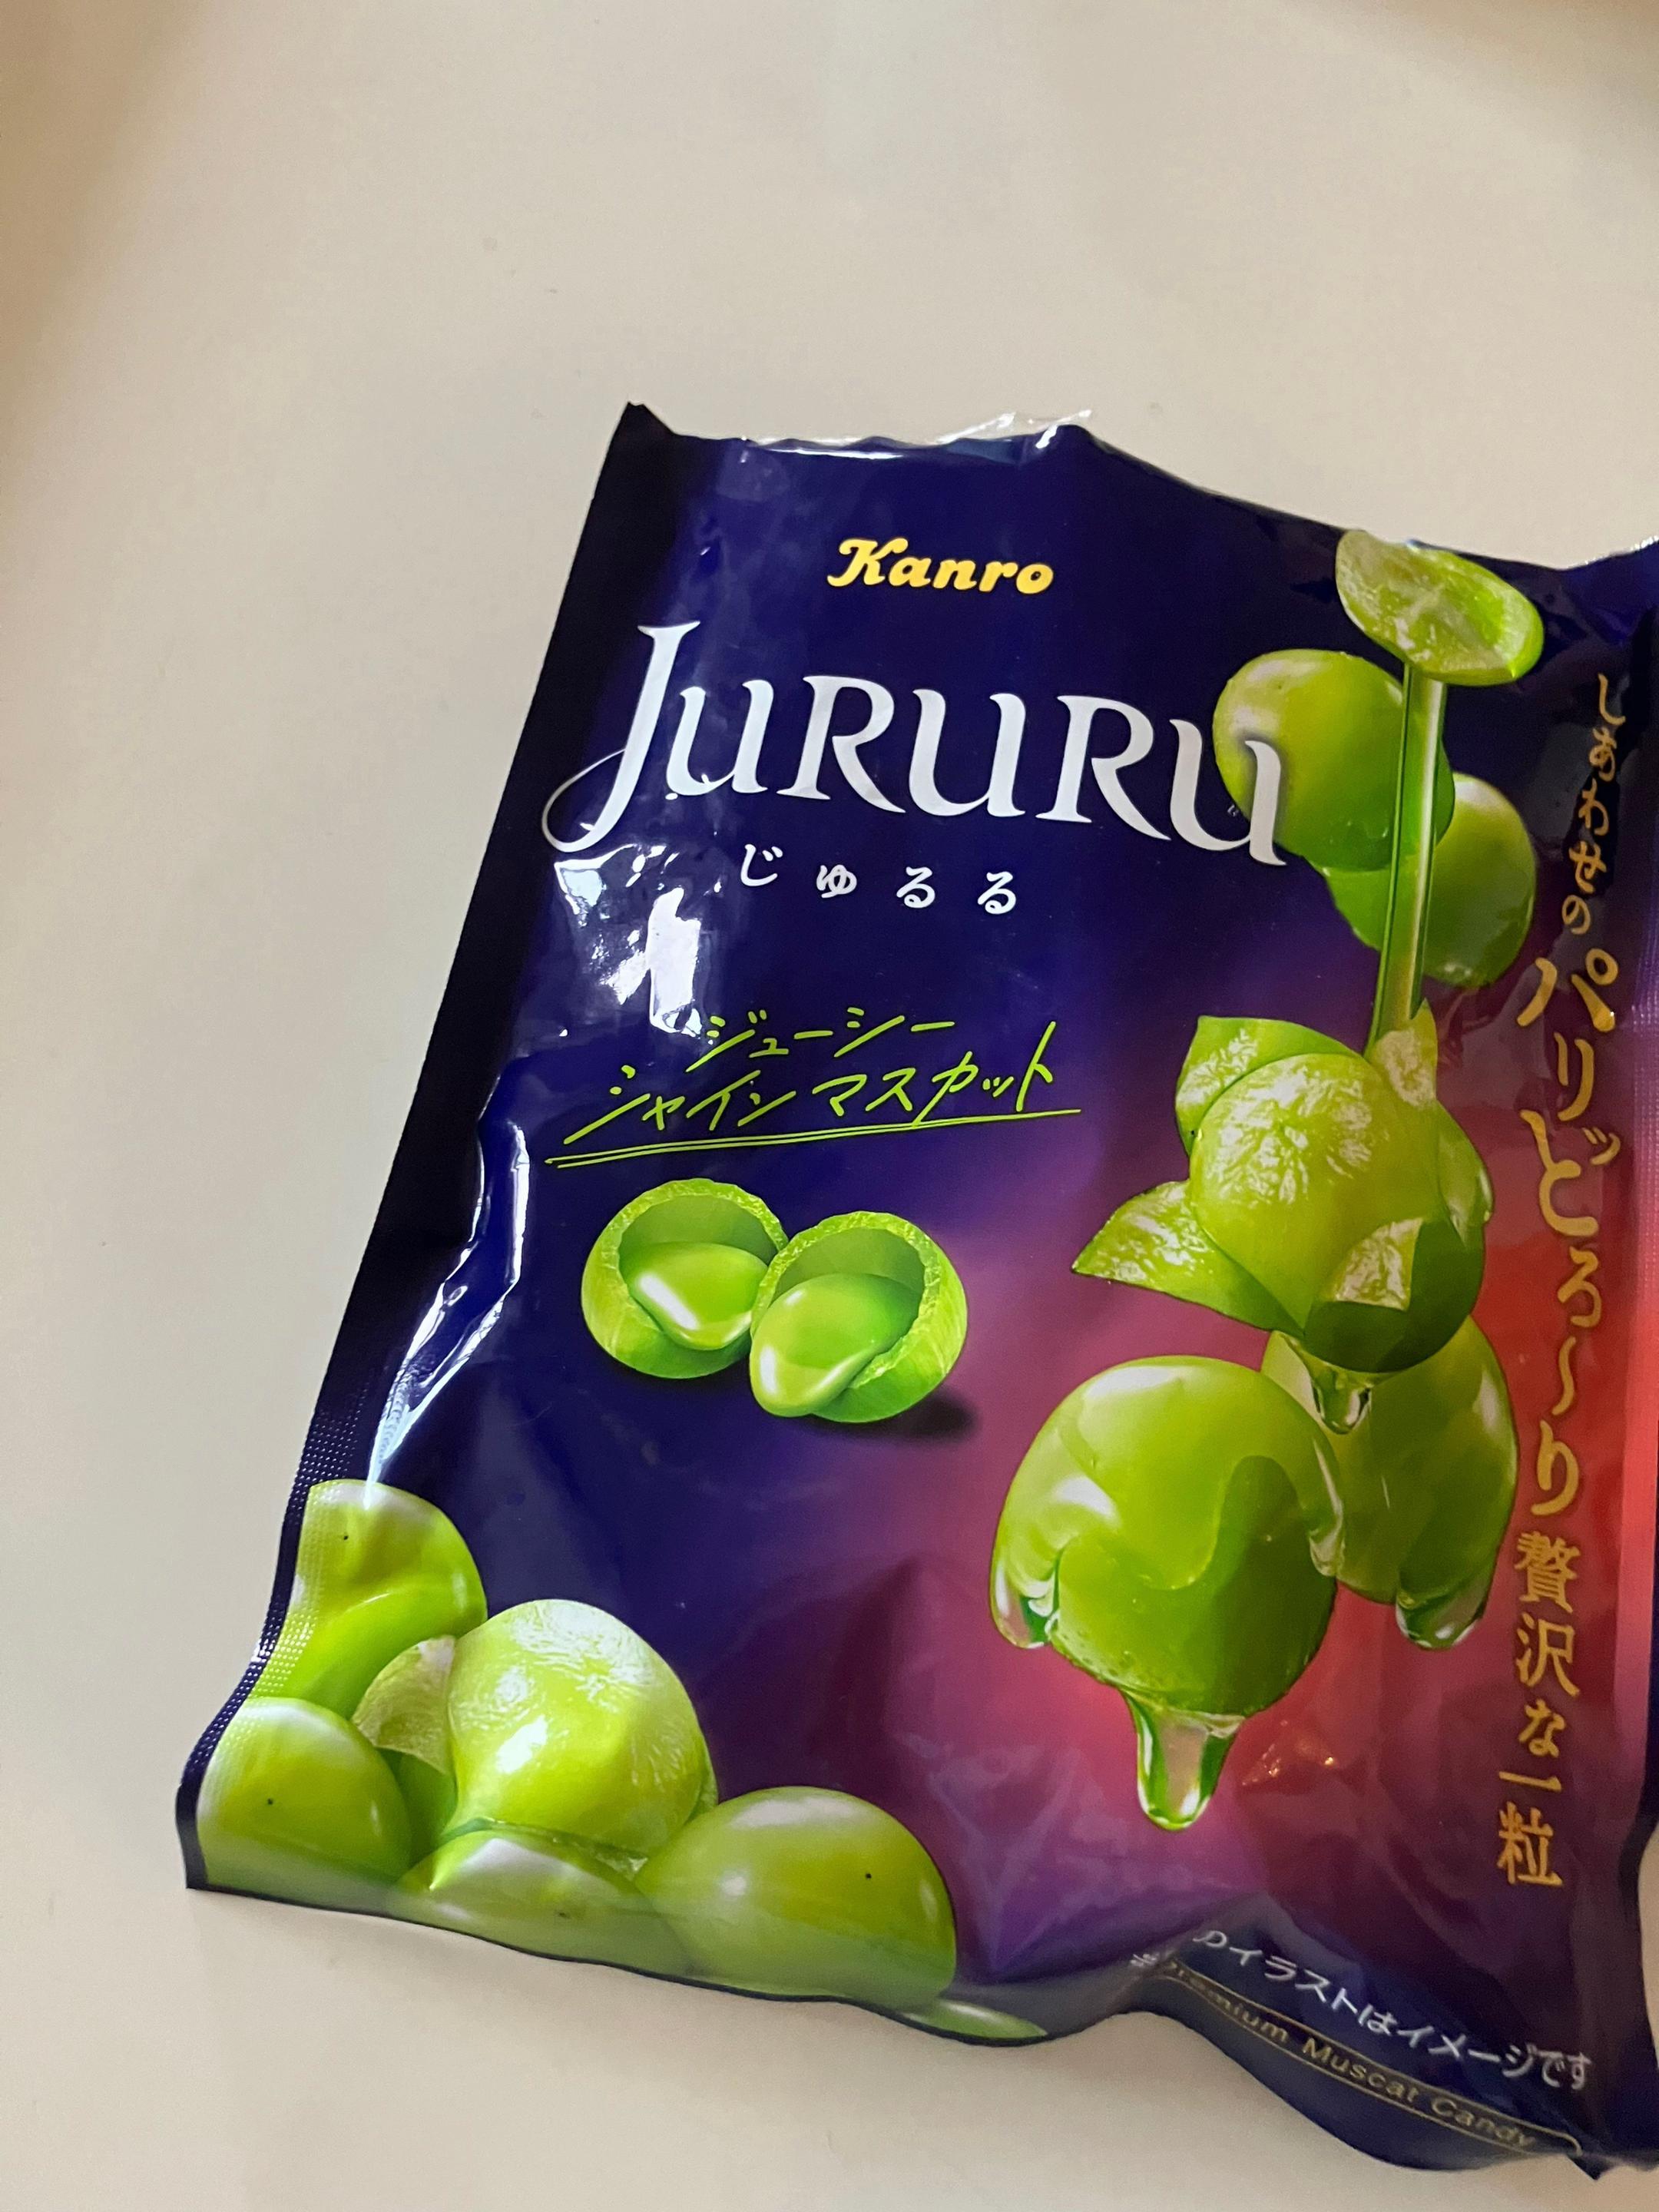 Kanro
JURURU
じゅるる
ジューシー
シャインマスカット
しあわせのパリッとろ〜り贅沢な一粒
のイラストはイメージです
Premium Muscat Candy